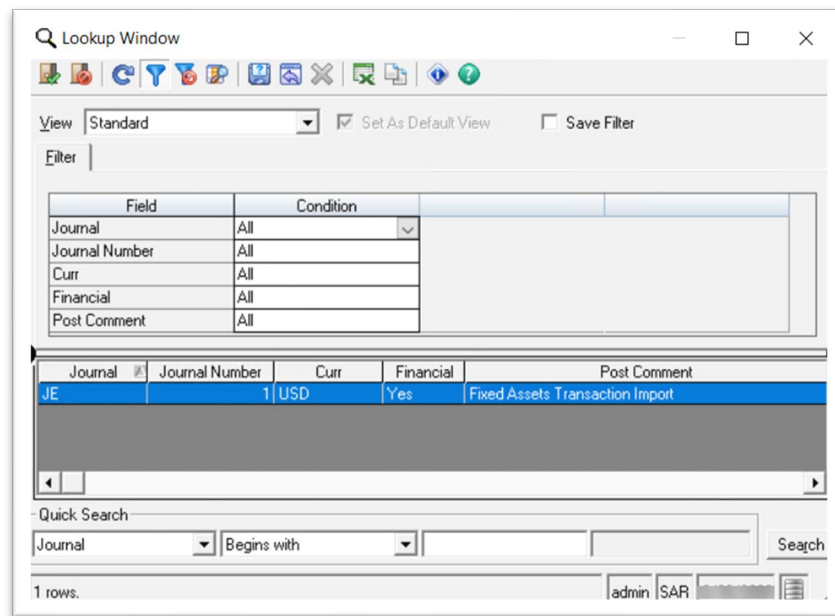 Lookup Window
View Standard Set As Default View Save Filter
Filter
Field Condition
Journal All
Journal Number All
Curr All
Financial All
Post Comment All
Journal Journal Number Curr Financial Post Comment
JE 1 USD Yes Fixed Assets Transaction Import
Quick Search
Journal Begins with Search
1 rows. admin SAR